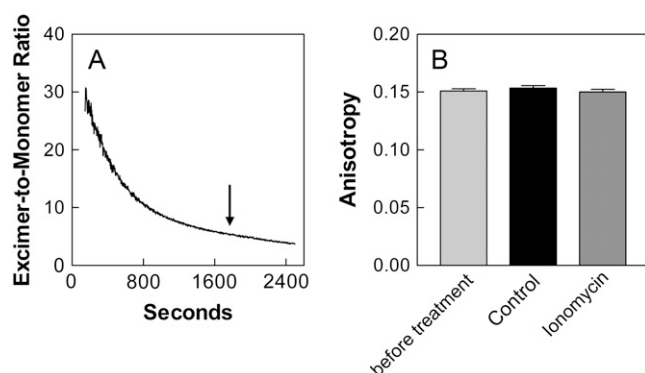 A
Excimer-to-Monomer Ratio
40
30
20
10
0
0 800 1600 2400
Seconds
B
Anisotropy
0.20
0.15
0.10
0.05
0.00
before treatment
Control
Ionomycin